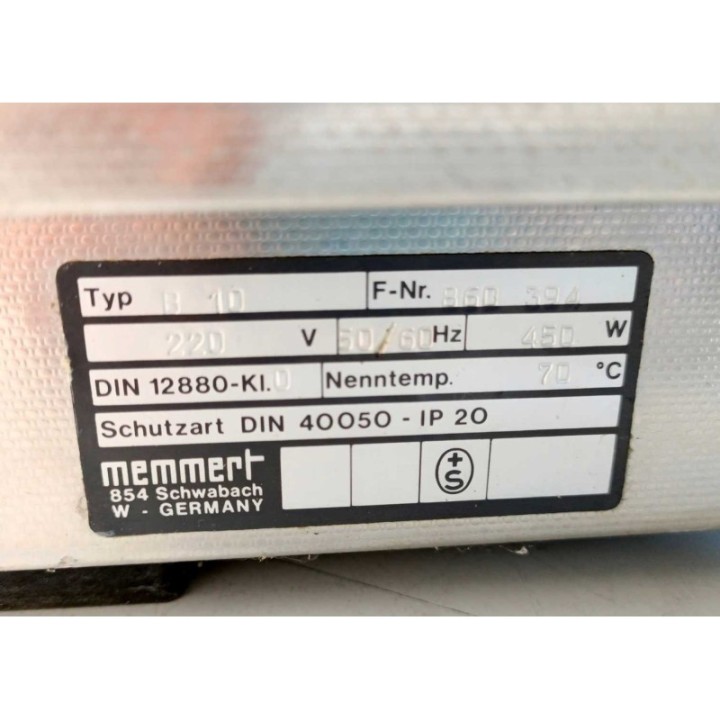 Typ B 10 F-Nr. 860 394
220 V 50/60 Hz 450 W
DIN 12880-Kl. 0 Nenntemp. 70 °C
Schutzart DIN 40050 - IP 20
memmert
854 Schwabach
W - GERMANY
+
S